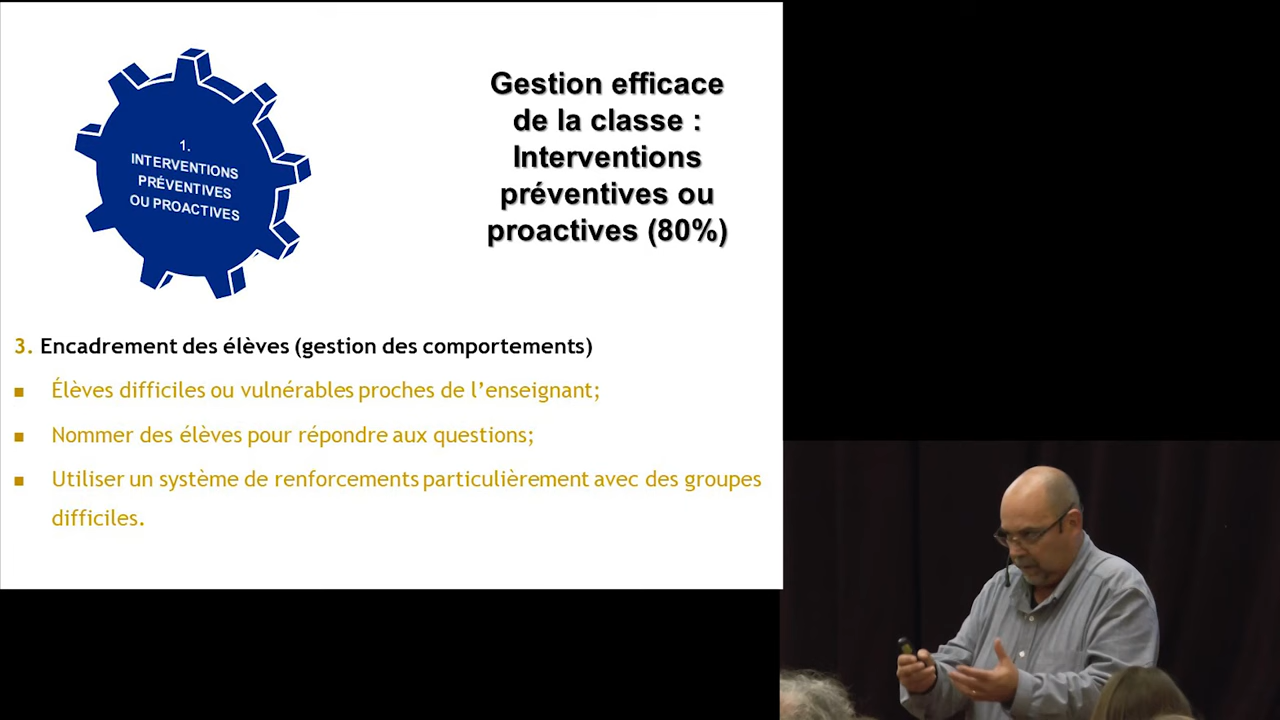 1.
INTERVENTIONS
PRÉVENTIVES
OU PROACTIVES
Gestion efficace
de la classe :
Interventions
préventives ou
proactives (80%)
3. Encadrement des élèves (gestion des comportements)
▪ Élèves difficiles ou vulnérables proches de l’enseignant;
▪ Nommer des élèves pour répondre aux questions;
▪ Utiliser un système de renforcements particulièrement avec des groupes
difficiles.